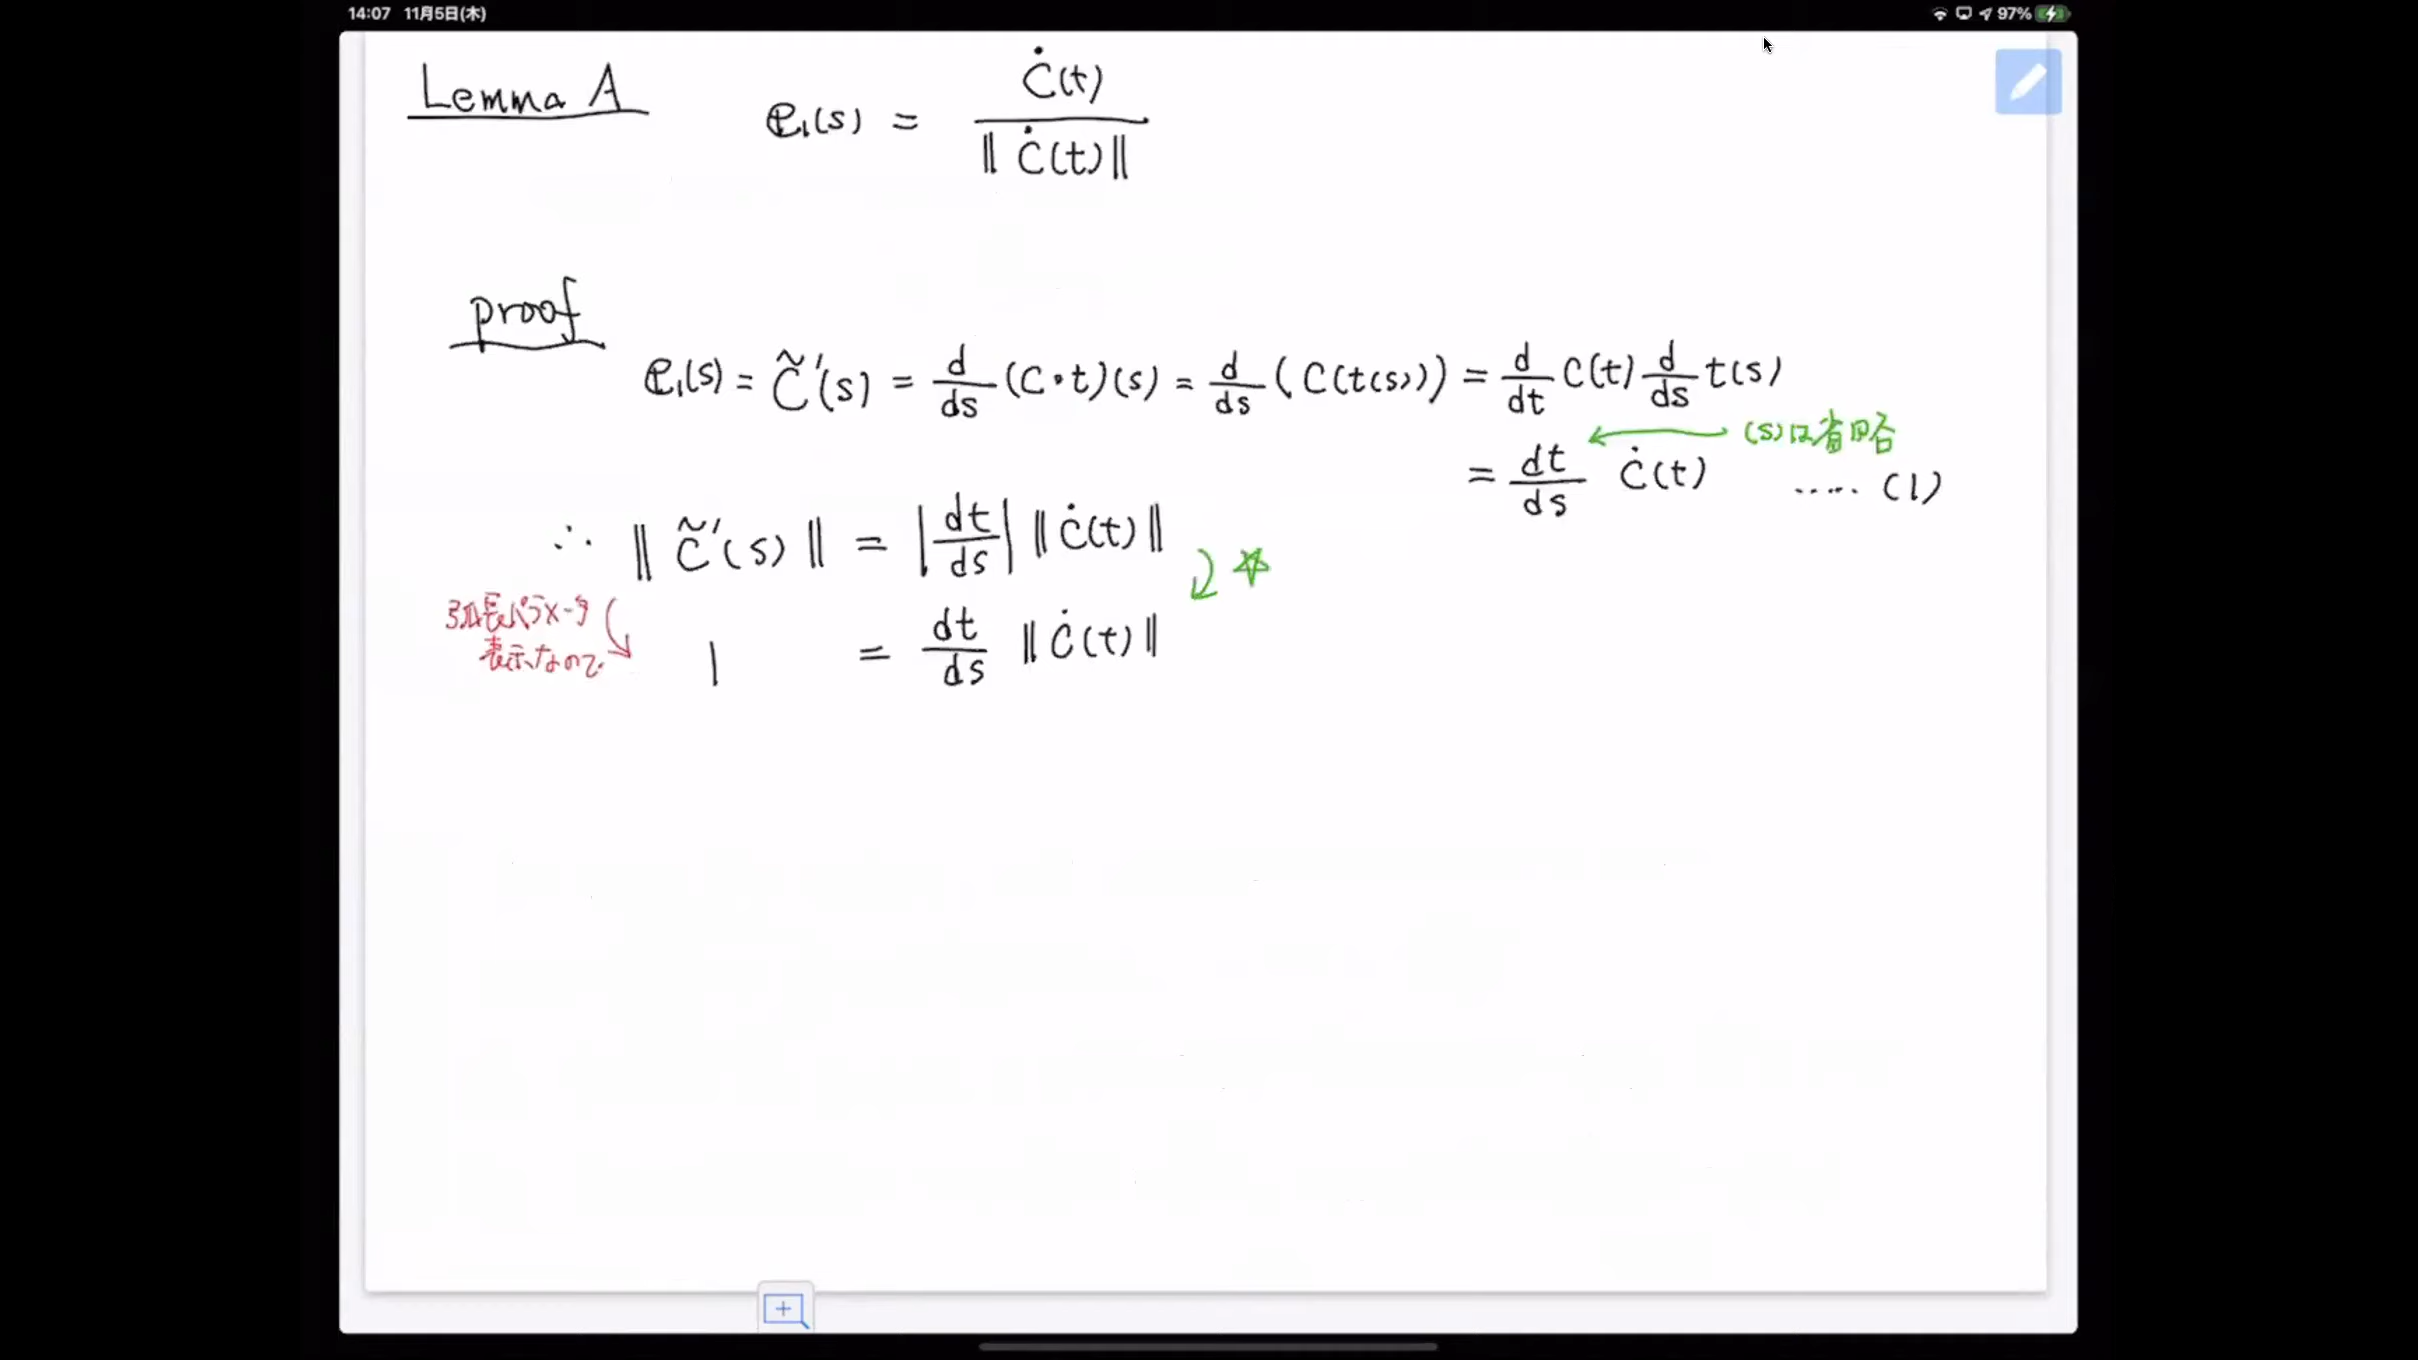 14:07 11月5日(木)
97%
Lemma A e₁(s) = Ċ(t) / ‖Ċ(t)‖
proof
e₁(s) = C̃′(s) = d/ds (C∘t)(s) = d/ds (C(t(s))) = d/dt C(t) d/ds t(s)
(s)は省略
= dt/ds Ċ(t) ..... (1)
∴ ‖C̃′(s)‖ = |dt/ds| ‖Ċ(t)‖
☆
弧長パラメータ
表示なので
1 = dt/ds ‖Ċ(t)‖